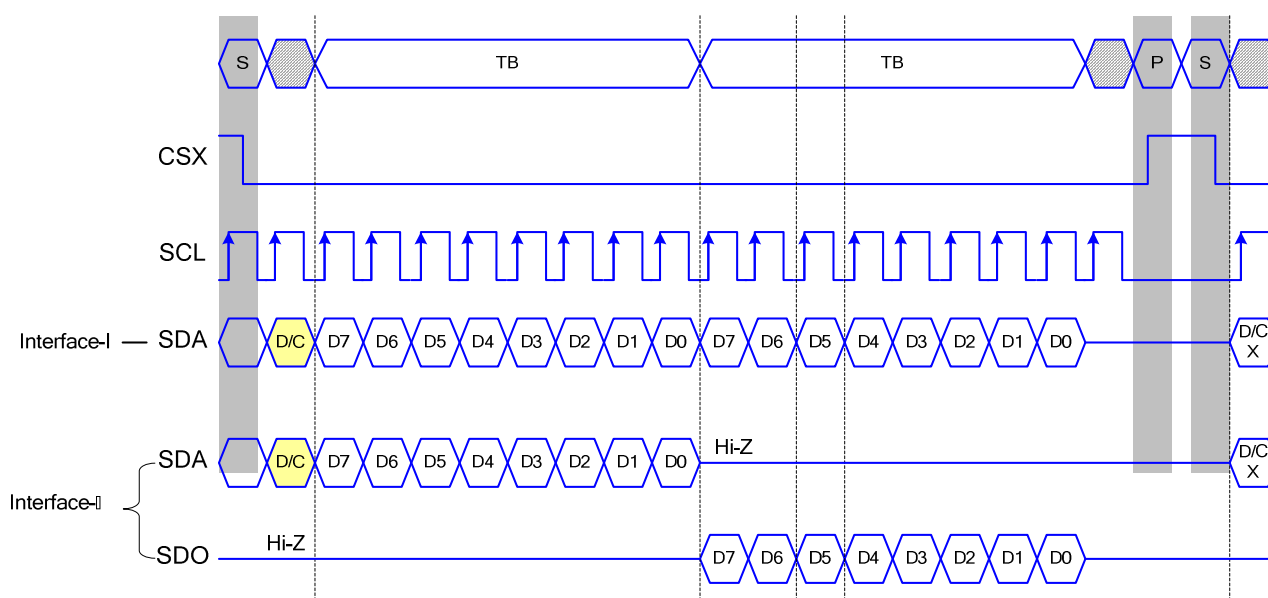 S TB TB P S
CSX
SCL
Interface-I SDA D/C D7 D6 D5 D4 D3 D2 D1 D0 D7 D6 D5 D4 D3 D2 D1 D0 D/C
X
SDA D/C D7 D6 D5 D4 D3 D2 D1 D0 Hi-Z D/C
X
Interface-▯
SDO Hi-Z D7 D6 D5 D4 D3 D2 D1 D0